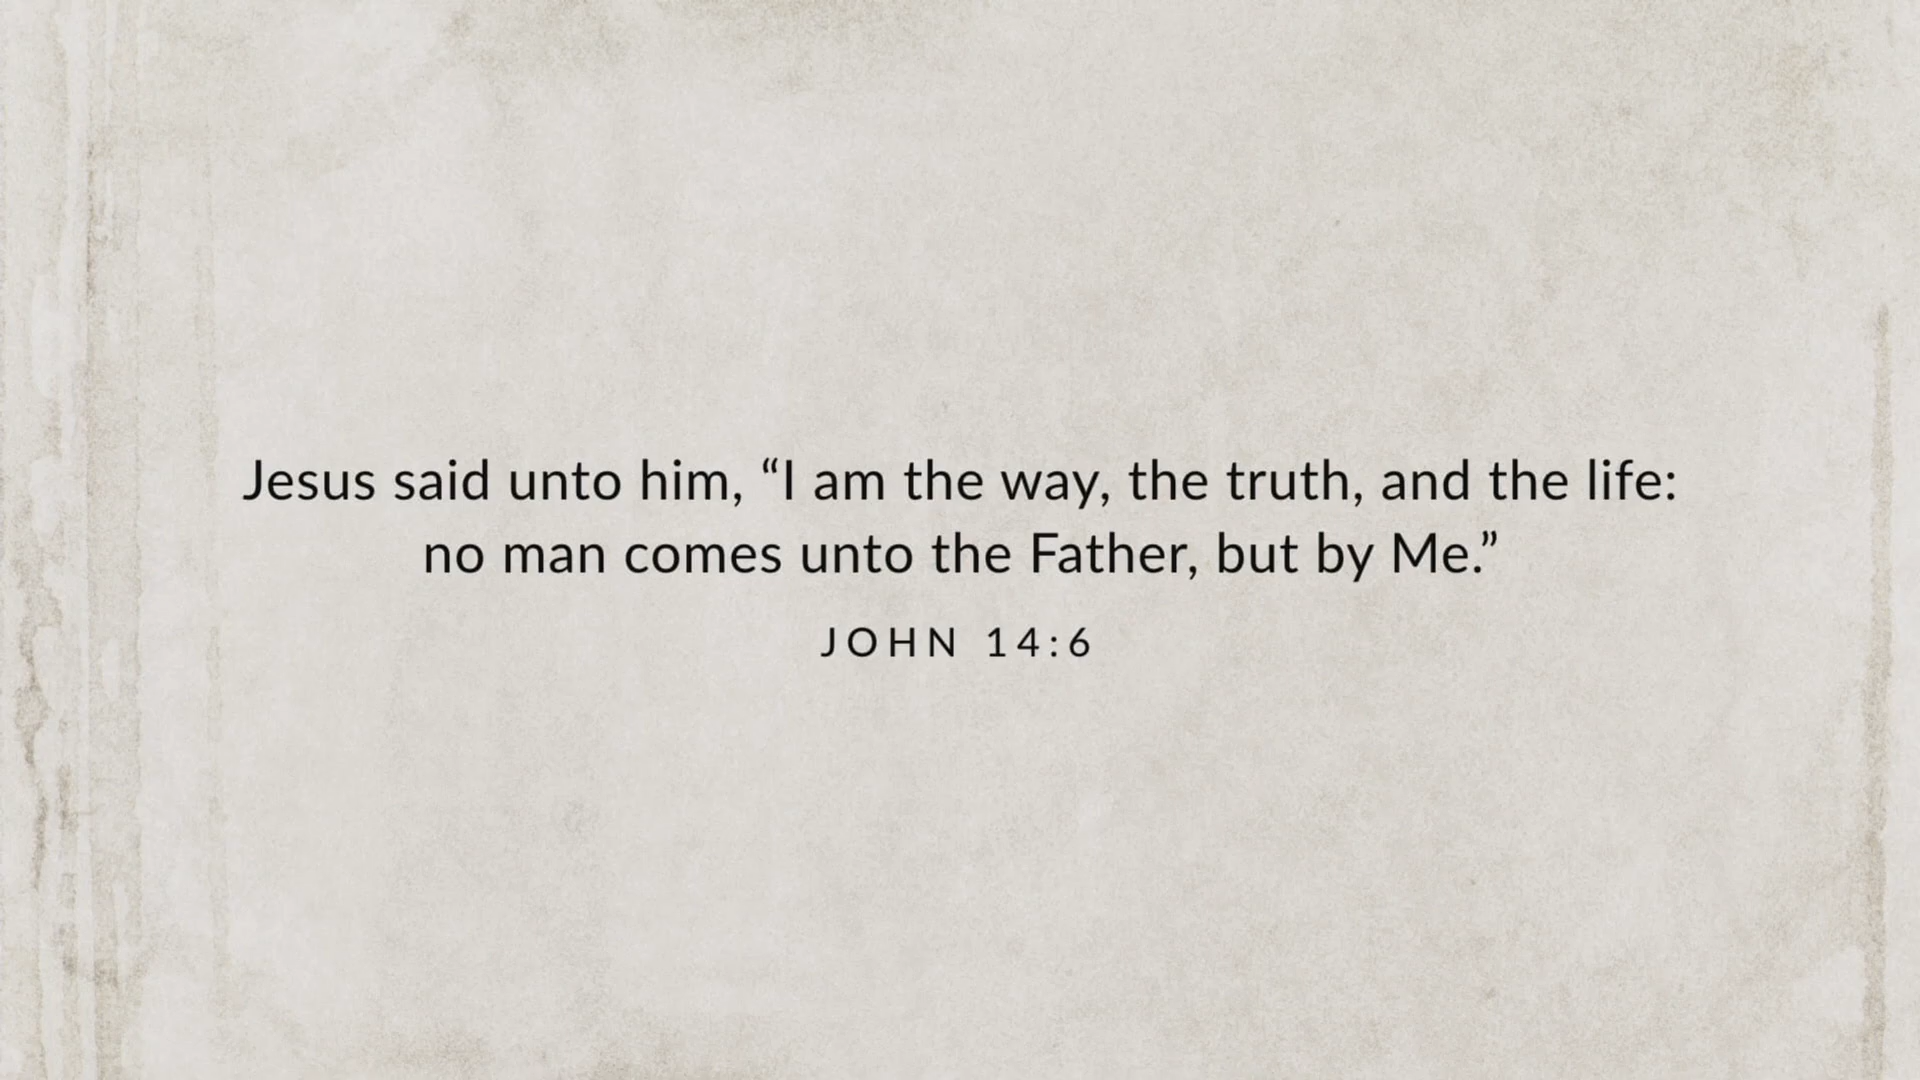 Jesus said unto him, “I am the way, the truth, and the life:
no man comes unto the Father, but by Me.”
JOHN 14:6